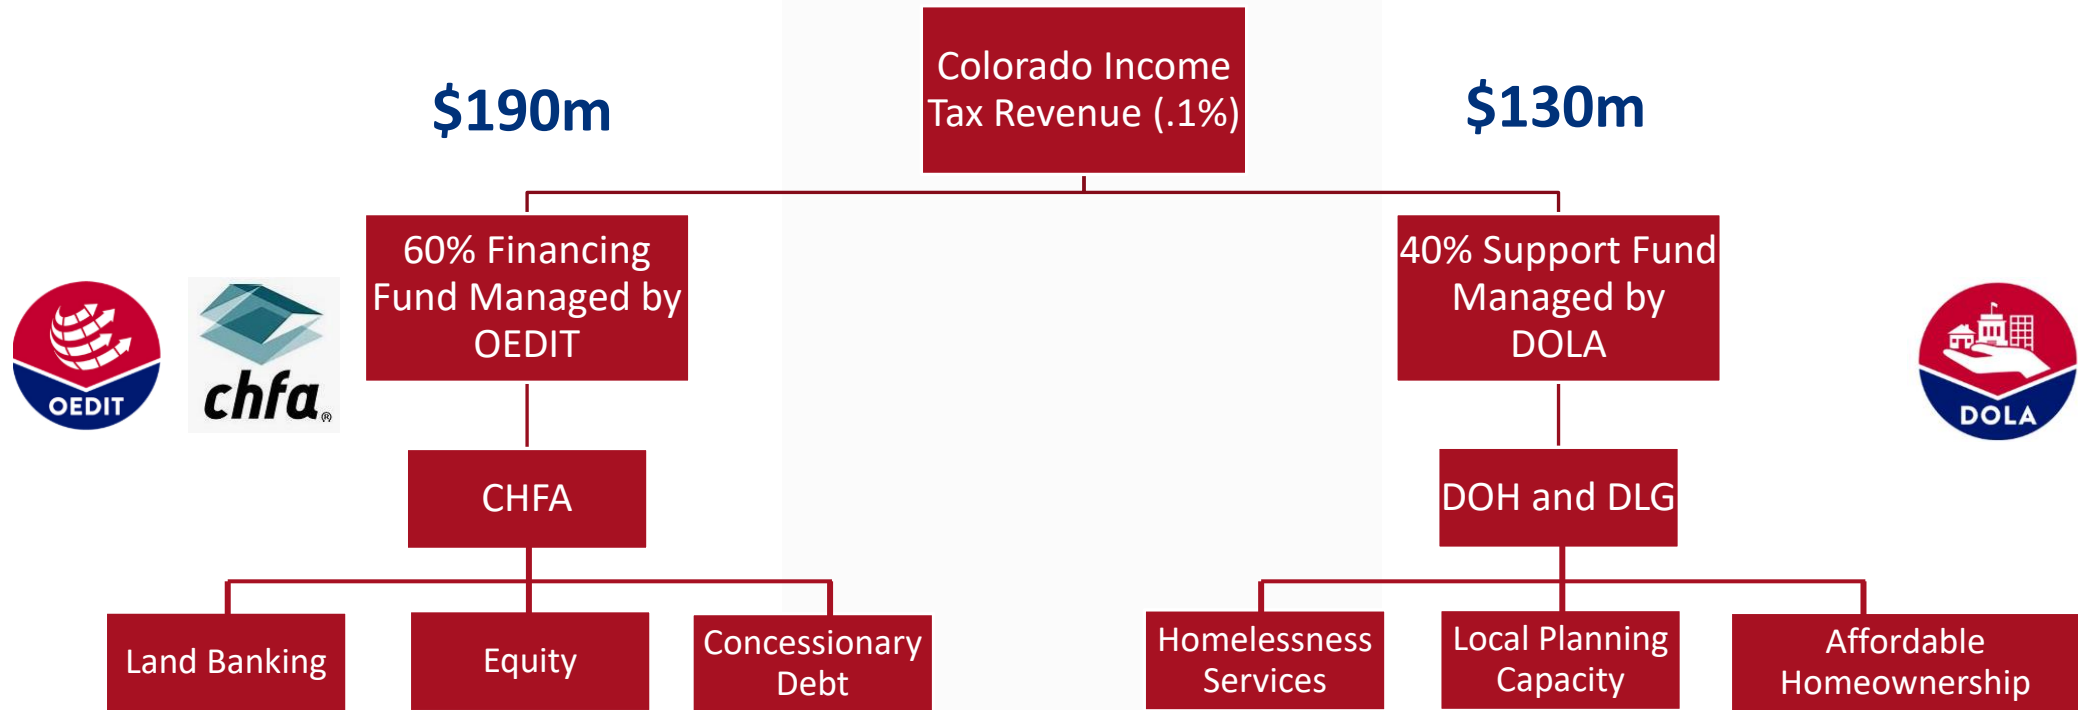 Colorado Income
Tax Revenue (.1%)
$190m
$130m
60% Financing
Fund Managed by
OEDIT
40% Support Fund
Managed by
DOLA
OEDIT
chfa®
DOLA
CHFA
DOH and DLG
Land Banking
Equity
Concessionary
Debt
Homelessness
Services
Local Planning
Capacity
Affordable
Homeownership